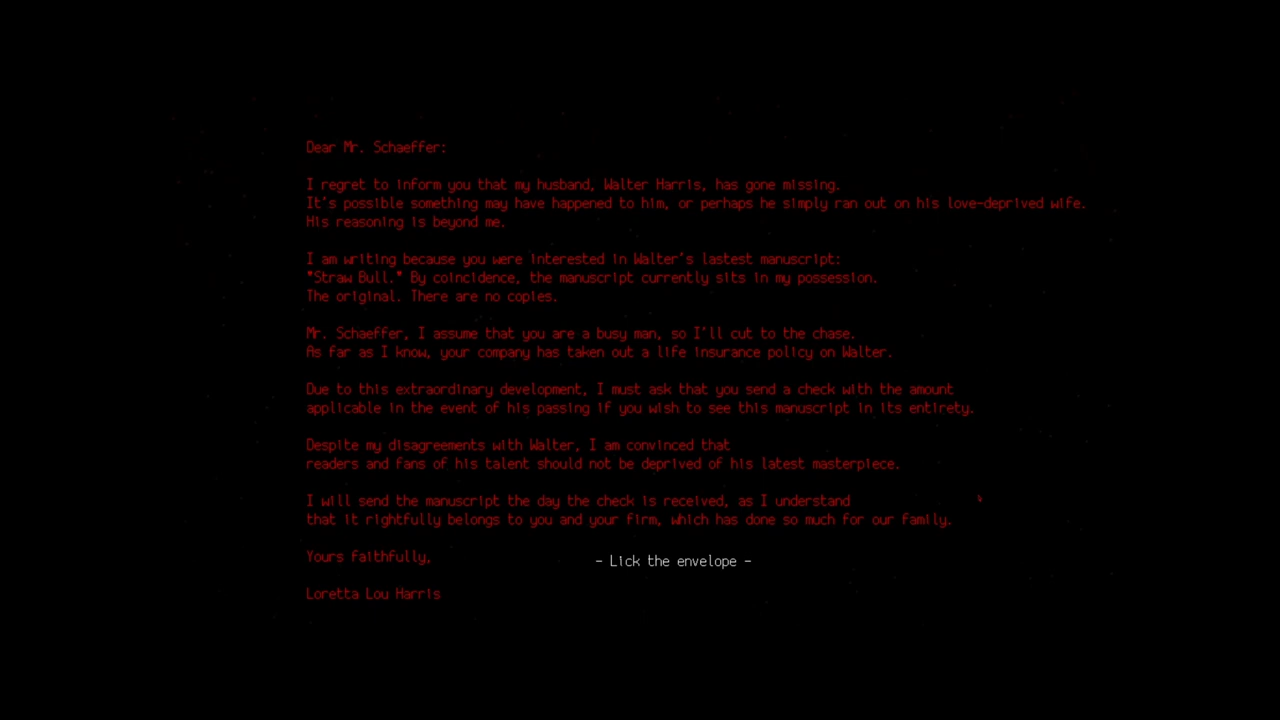 Dear Mr. Schaeffer:
I regret to inform you that my husband, Walter Harris, has gone missing.
It's possible something may have happened to him, or perhaps he simply ran out on his love-deprived wife.
His reasoning is beyond me.
I am writing because you were interested in Walter's lastest manuscript:
"Straw Bull." By coincidence, the manuscript currently sits in my possession.
The original. There are no copies.
Mr. Schaeffer, I assume that you are a busy man, so I'll cut to the chase.
As far as I know, your company has taken out a life insurance policy on Walter.
Due to this extraordinary development, I must ask that you send a check with the amount
applicable in the event of his passing if you wish to see this manuscript in its entirety.
Despite my disagreements with Walter, I am convinced that
readers and fans of his talent should not be deprived of his latest masterpiece.
I will send the manuscript the day the check is received, as I understand
that it rightfully belongs to you and your firm, which has done so much for our family.
Yours faithfully,
- Lick the envelope -
Loretta Lou Harris